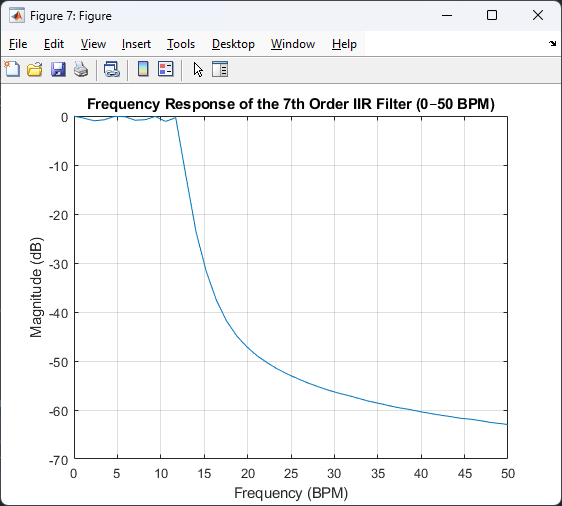 Figure 7: Figure
File Edit View Insert Tools Desktop Window Help
Frequency Response of the 7th Order IIR Filter (0−50 BPM)
0
-10
-20
-30
-40
-50
-60
-70
Magnitude (dB)
0 5 10 15 20 25 30 35 40 45 50
Frequency (BPM)